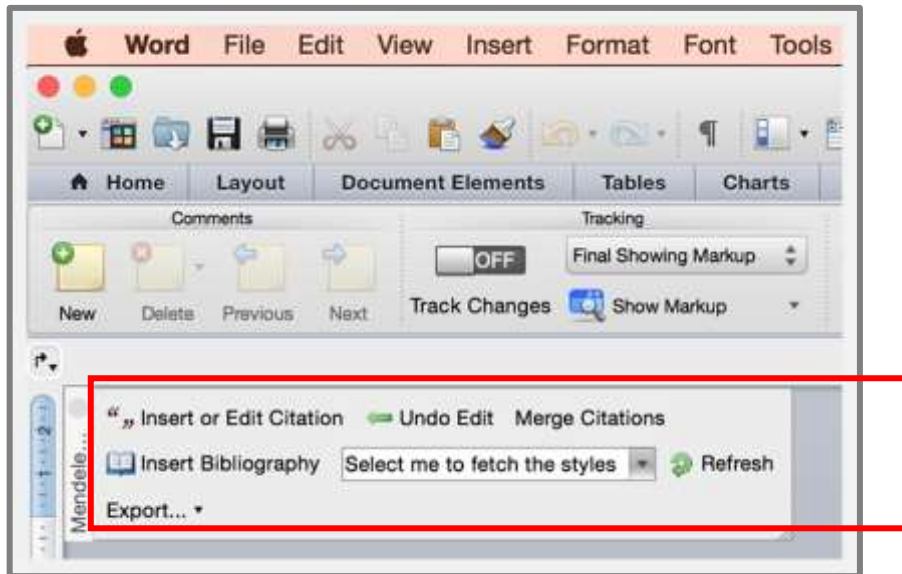 Word File Edit View Insert Format Font Tools
Home Layout Document Elements Tables Charts
Comments Tracking
OFF Final Showing Markup
New Delete Previous Next Track Changes Show Markup
2
1
Mendele...
“„ Insert or Edit Citation Undo Edit Merge Citations
Insert Bibliography Select me to fetch the styles Refresh
Export...